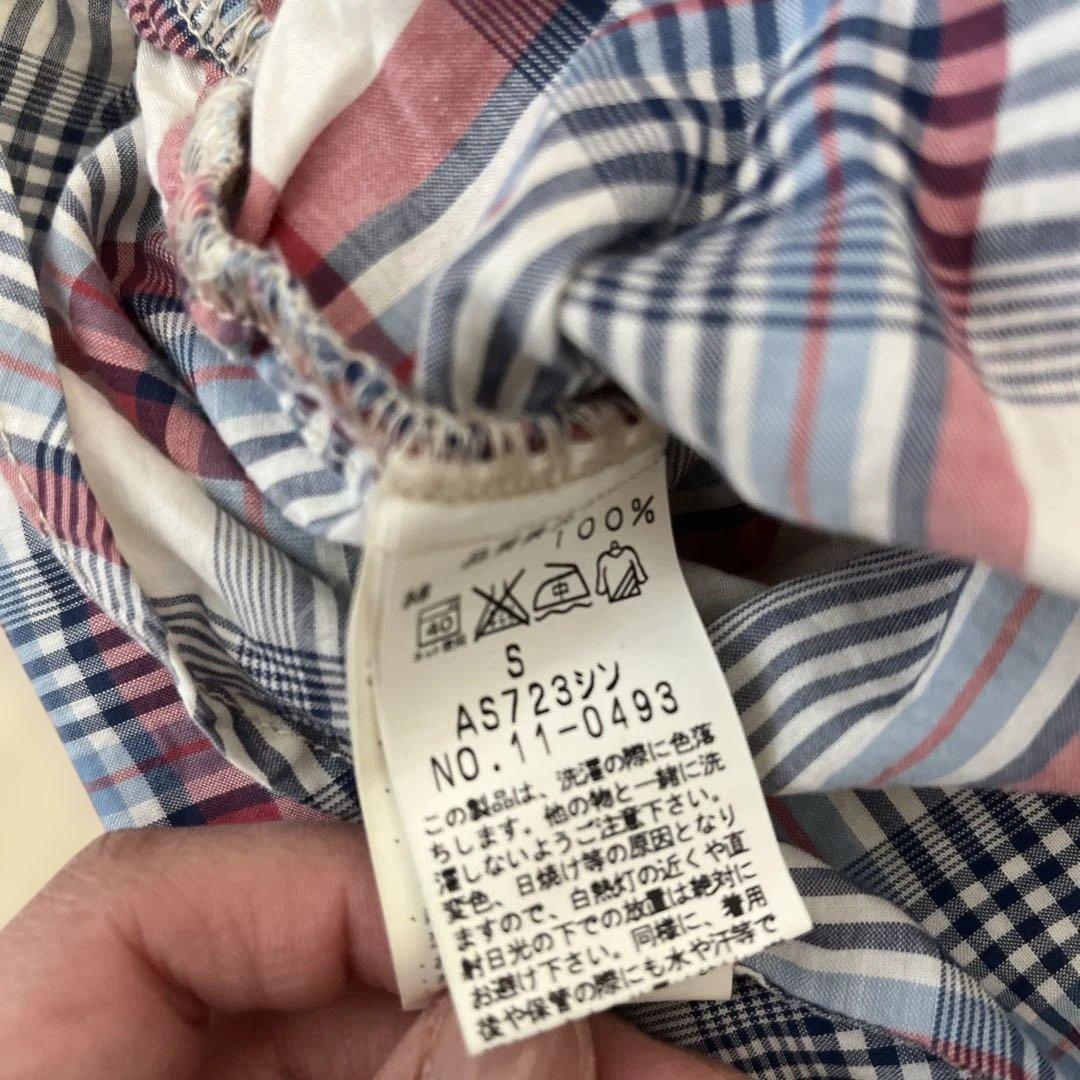 100%
40
S
AS723シン
NO.11-0493
この製品は、洗濯の際に色落
ちします。他の物と一緒に洗
濯しないようご注意下さい。
変色、日焼け等の原因となり
ますので、白熱灯の近くや直
射日光の下での放置は絶対に
お避け下さい。同様に、着用
後や保管の際にも水や汗等で